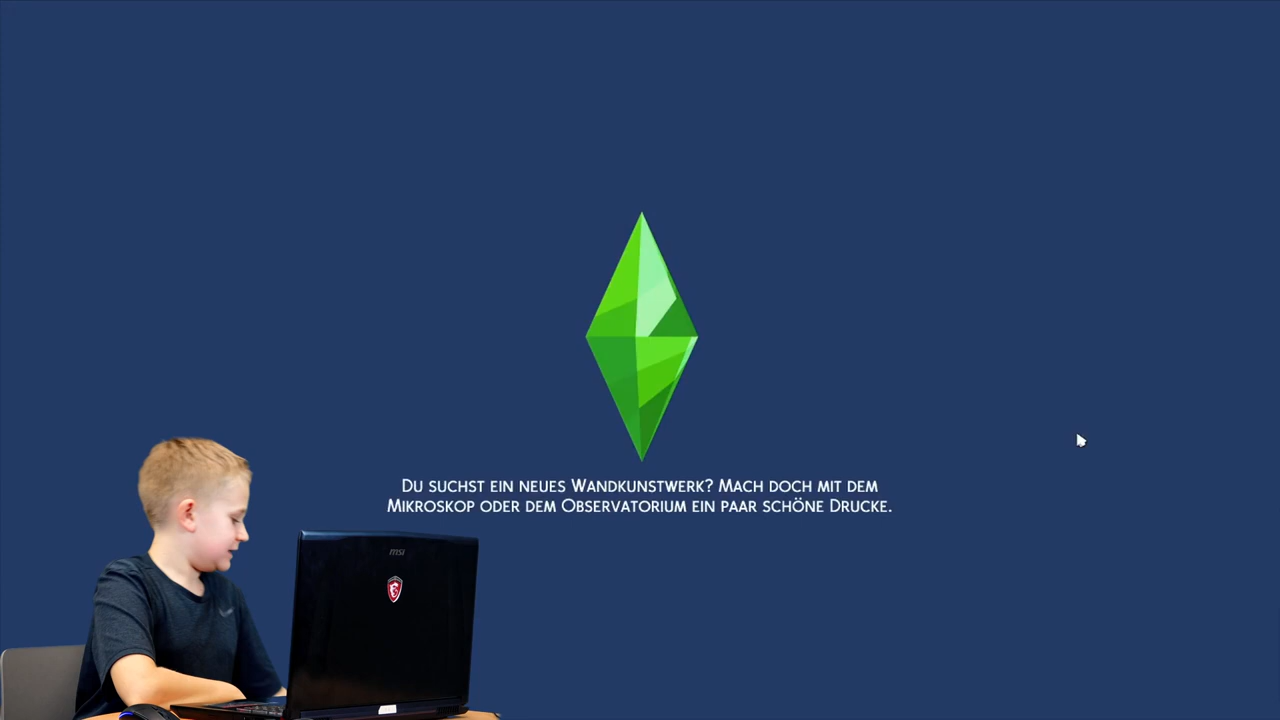 Du suchst ein neues Wandkunstwerk? Mach doch mit dem
Mikroskop oder dem Observatorium ein paar schöne Drucke.
msi